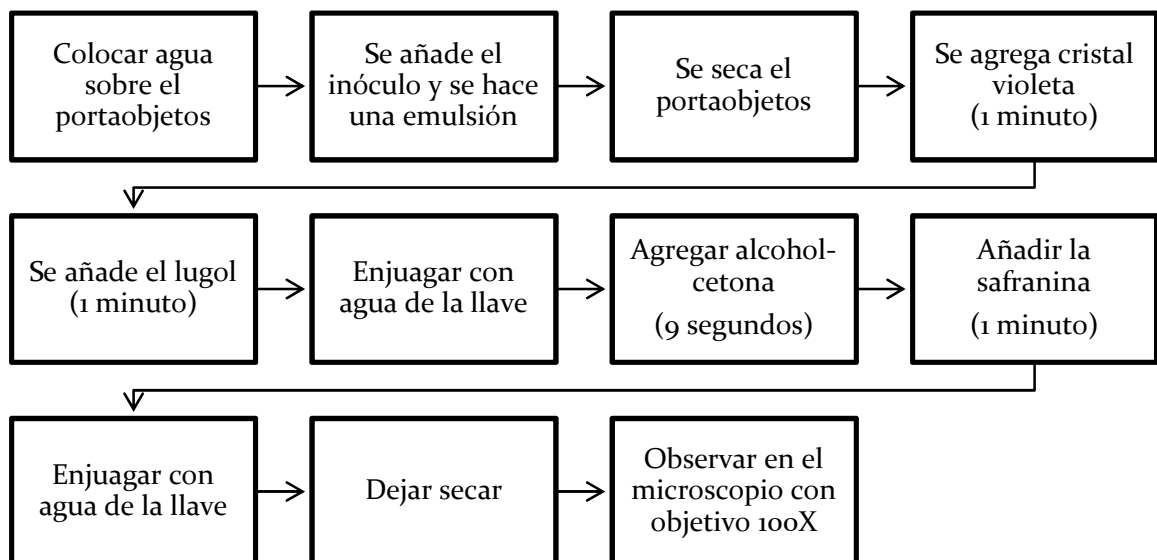 Colocar agua
sobre el
portaobjetos
Se añade el
inóculo y se hace
una emulsión
Se seca el
portaobjetos
Se agrega cristal
violeta
(1 minuto)
Se añade el lugol
(1 minuto)
Enjuagar con
agua de la llave
Agregar alcohol-
cetona
(9 segundos)
Añadir la
safranina
(1 minuto)
Enjuagar con
agua de la llave
Dejar secar
Observar en el
microscopio con
objetivo 100X